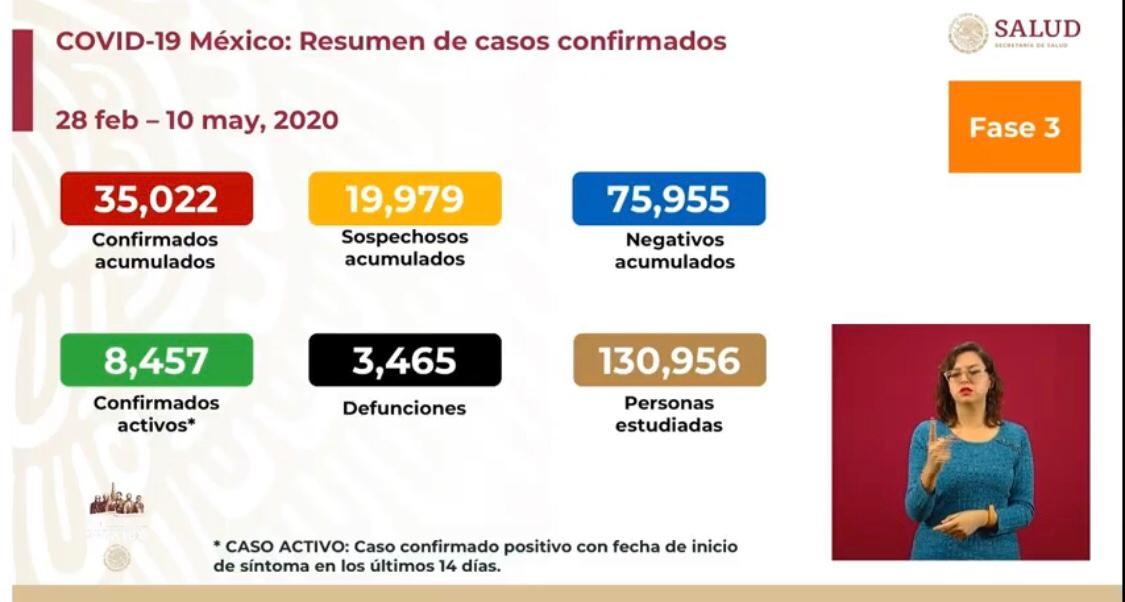 COVID-19 México: Resumen de casos confirmados
SALUD
SECRETARÍA DE SALUD
28 feb – 10 may, 2020
Fase 3
35,022
Confirmados
acumulados
19,979
Sospechosos
acumulados
75,955
Negativos
acumulados
8,457
Confirmados
activos*
3,465
Defunciones
130,956
Personas
estudiadas
* CASO ACTIVO: Caso confirmado positivo con fecha de inicio
de síntoma en los últimos 14 días.